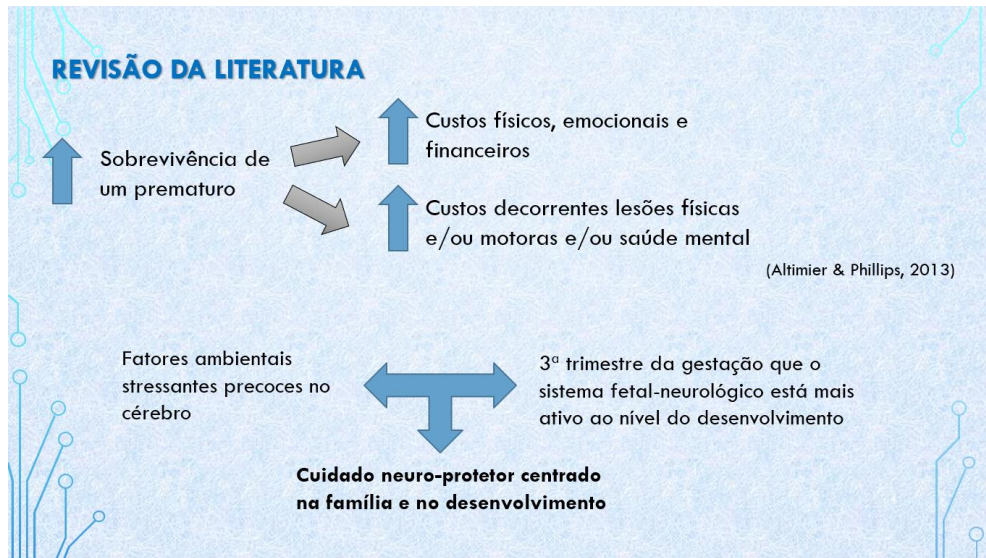 REVISÃO DA LITERATURA
Sobrevivência de
um prematuro
Custos físicos, emocionais e
financeiros
Custos decorrentes lesões físicas
e/ou motoras e/ou saúde mental
(Altimier & Phillips, 2013)
Fatores ambientais
stressantes precoces no
cérebro
3ª trimestre da gestação que o
sistema fetal-neurológico está mais
ativo ao nível do desenvolvimento
Cuidado neuro-protetor centrado
na família e no desenvolvimento